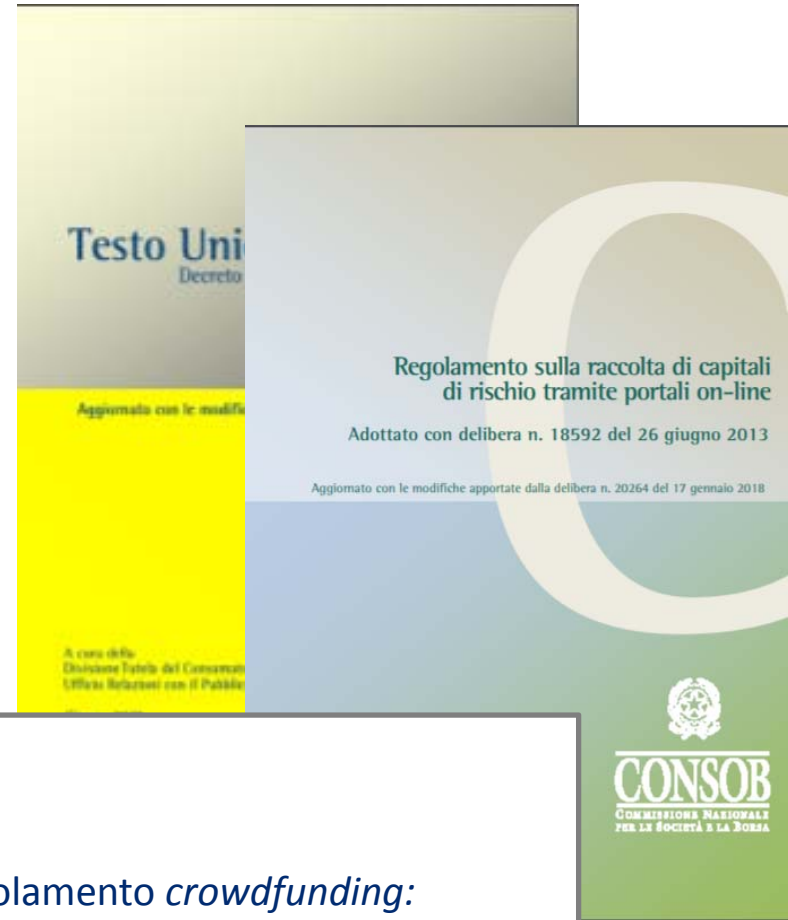 Testo Uni
Decreto
Aggiornato con le modific
A cura della
Divisione Tutela del Consumato
Ufficio Relazioni con il Pubblic
Regolamento sulla raccolta di capitali
di rischio tramite portali on-line
Adottato con delibera n. 18592 del 26 giugno 2013
Aggiornato con le modifiche apportate dalla delibera n. 20264 del 17 gennaio 2018
CONSOB
COMMISSIONE NAZIONALE
PER LE SOCIETÀ E LA BORSA
olamento crowdfunding: